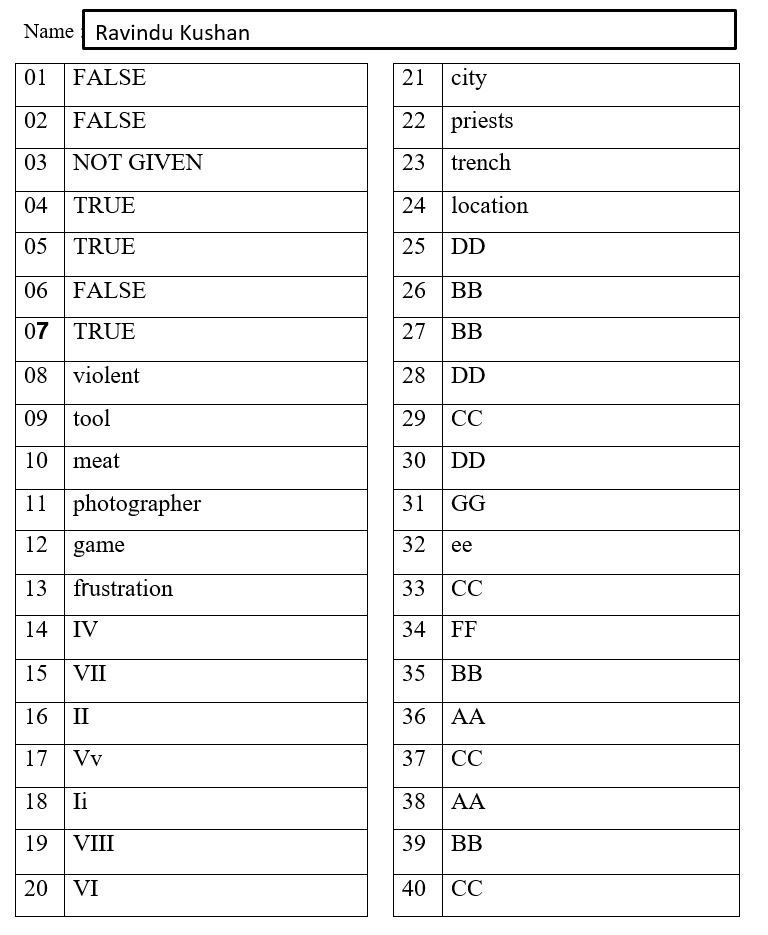 Name : Ravindu Kushan
01 FALSE
02 FALSE
03 NOT GIVEN
04 TRUE
05 TRUE
06 FALSE
07 TRUE
08 violent
09 tool
10 meat
11 photographer
12 game
13 frustration
14 IV
15 VII
16 II
17 Vv
18 Ii
19 VIII
20 VI
21 city
22 priests
23 trench
24 location
25 DD
26 BB
27 BB
28 DD
29 CC
30 DD
31 GG
32 ee
33 CC
34 FF
35 BB
36 AA
37 CC
38 AA
39 BB
40 CC